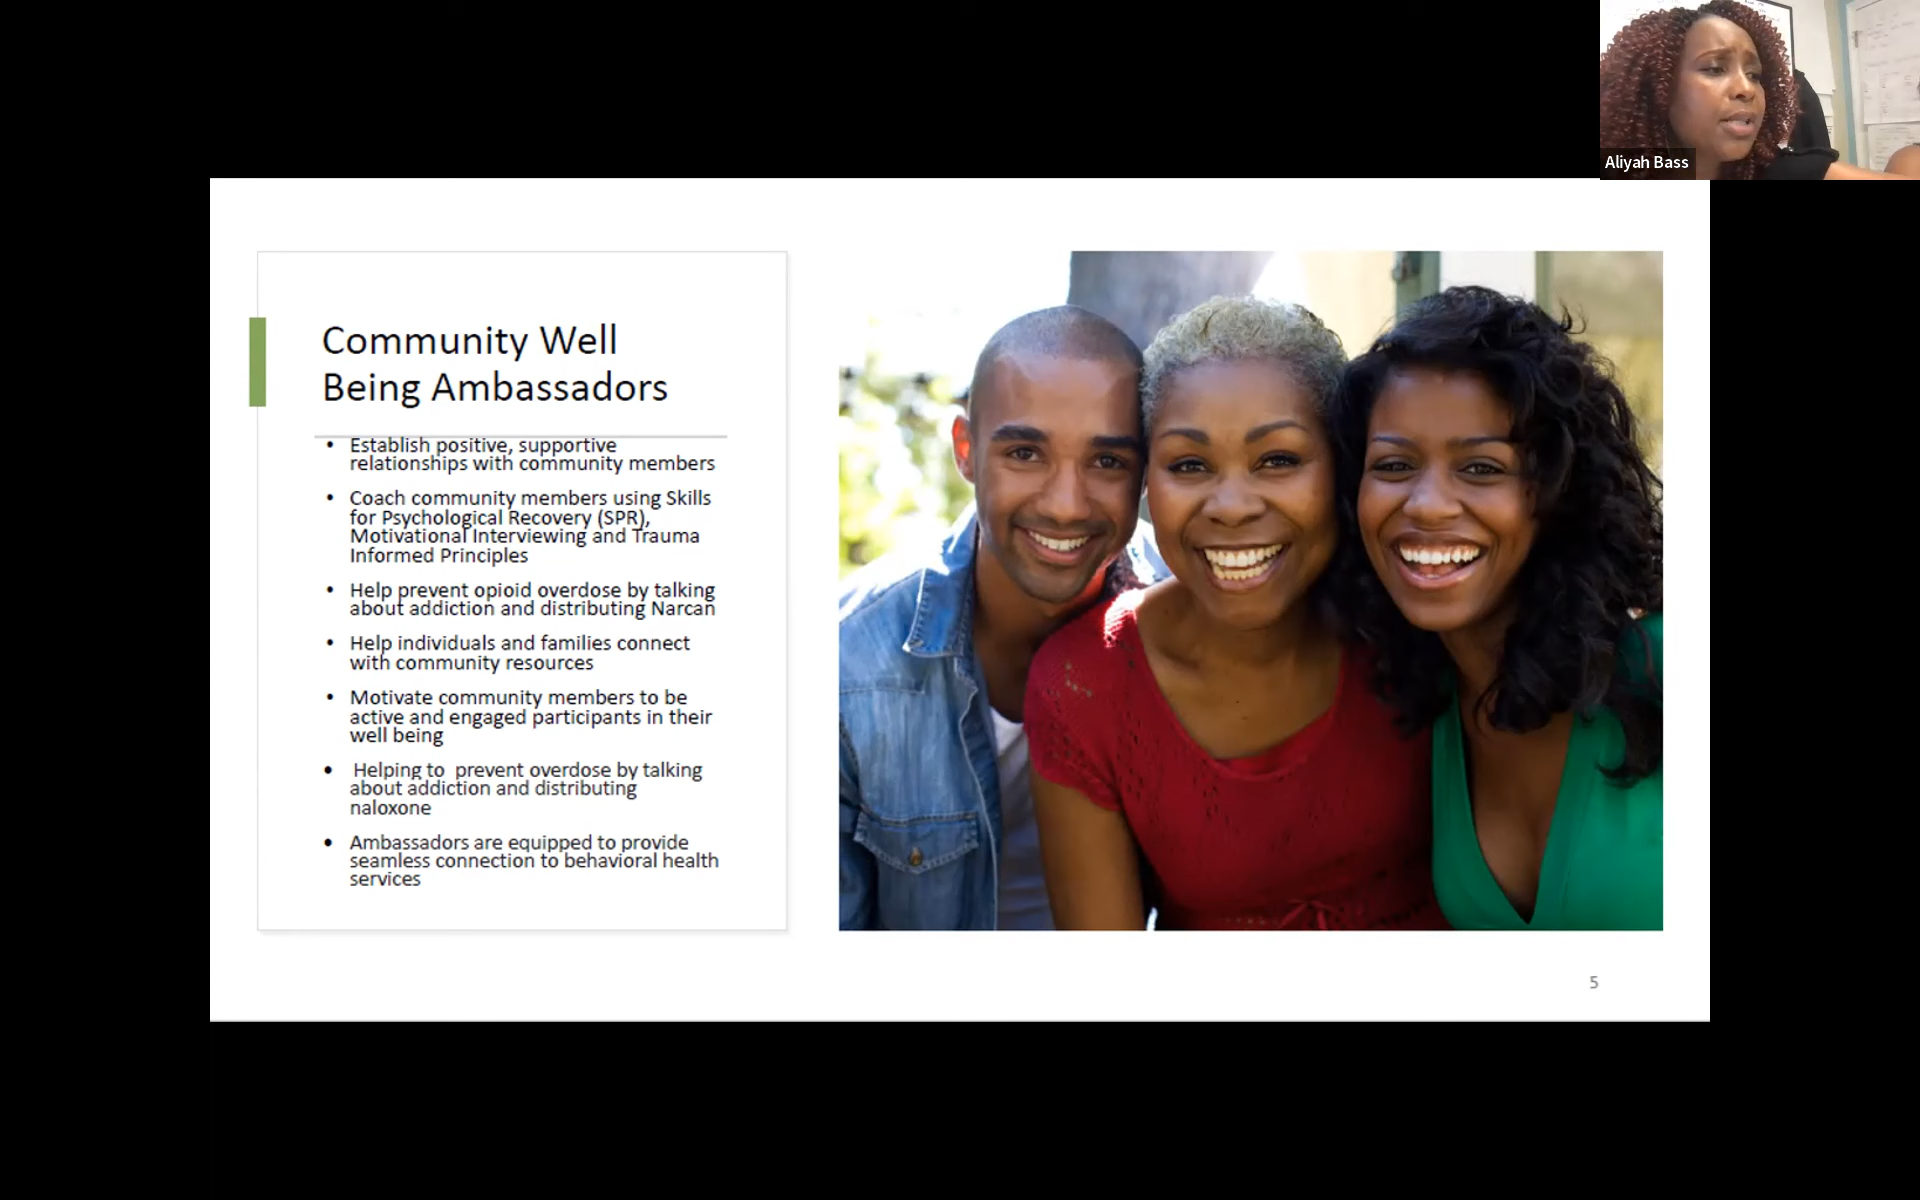 Aliyah Bass
Community Well
Being Ambassadors
• Establish positive, supportive
relationships with community members
• Coach community members using Skills
for Psychological Recovery (SPR),
Motivational Interviewing and Trauma
Informed Principles
• Help prevent opioid overdose by talking
about addiction and distributing Narcan
• Help individuals and families connect
with community resources
• Motivate community members to be
active and engaged participants in their
well being
• Helping to  prevent overdose by talking
about addiction and distributing
naloxone
• Ambassadors are equipped to provide
seamless connection to behavioral health
services
5